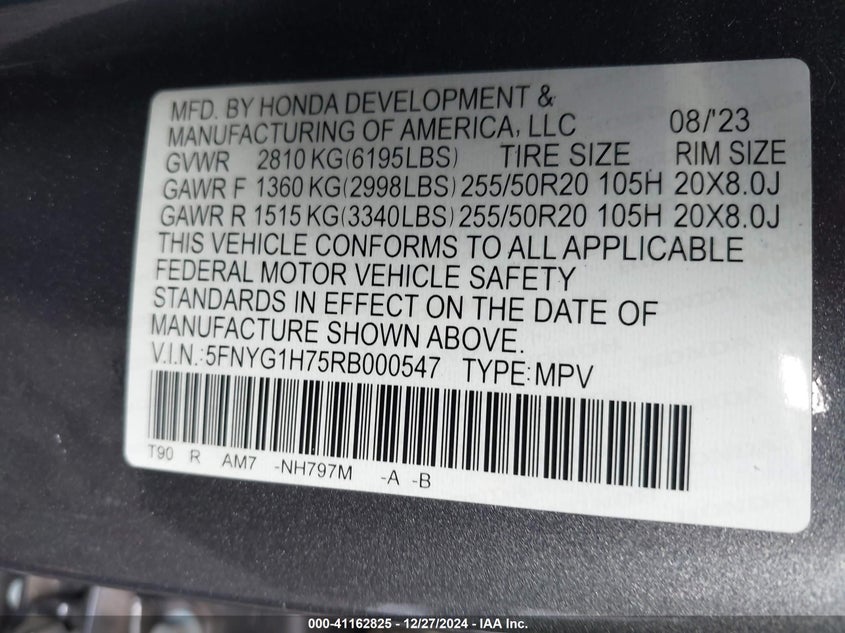 MFD. BY HONDA DEVELOPMENT &
MANUFACTURING OF AMERICA, LLC 08/'23
GVWR 2810 KG(6195LBS) TIRE SIZE RIM SIZE
GAWR F 1360 KG(2998LBS) 255/50R20 105H 20X8.0J
GAWR R 1515 KG(3340LBS) 255/50R20 105H 20X8.0J
THIS VEHICLE CONFORMS TO ALL APPLICABLE
FEDERAL MOTOR VEHICLE SAFETY
STANDARDS IN EFFECT ON THE DATE OF
MANUFACTURE SHOWN ABOVE.
V.I.N.:5FNYG1H75RB000547 TYPE:MPV
T90 R AM7 -NH797M -A -B
000-41162825 - 12/27/2024 - IAA Inc.